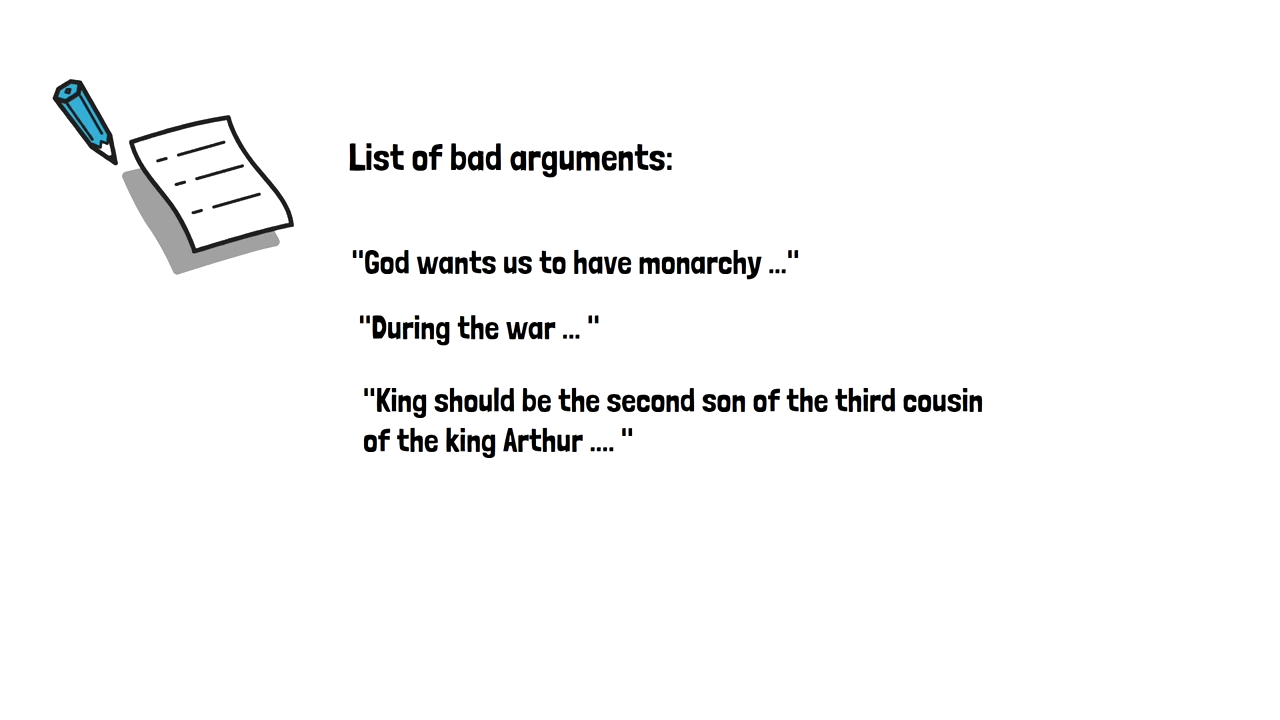 List of bad arguments:
"God wants us to have monarchy ..."
"During the war ... "
"King should be the second son of the third cousin
of the king Arthur .... "